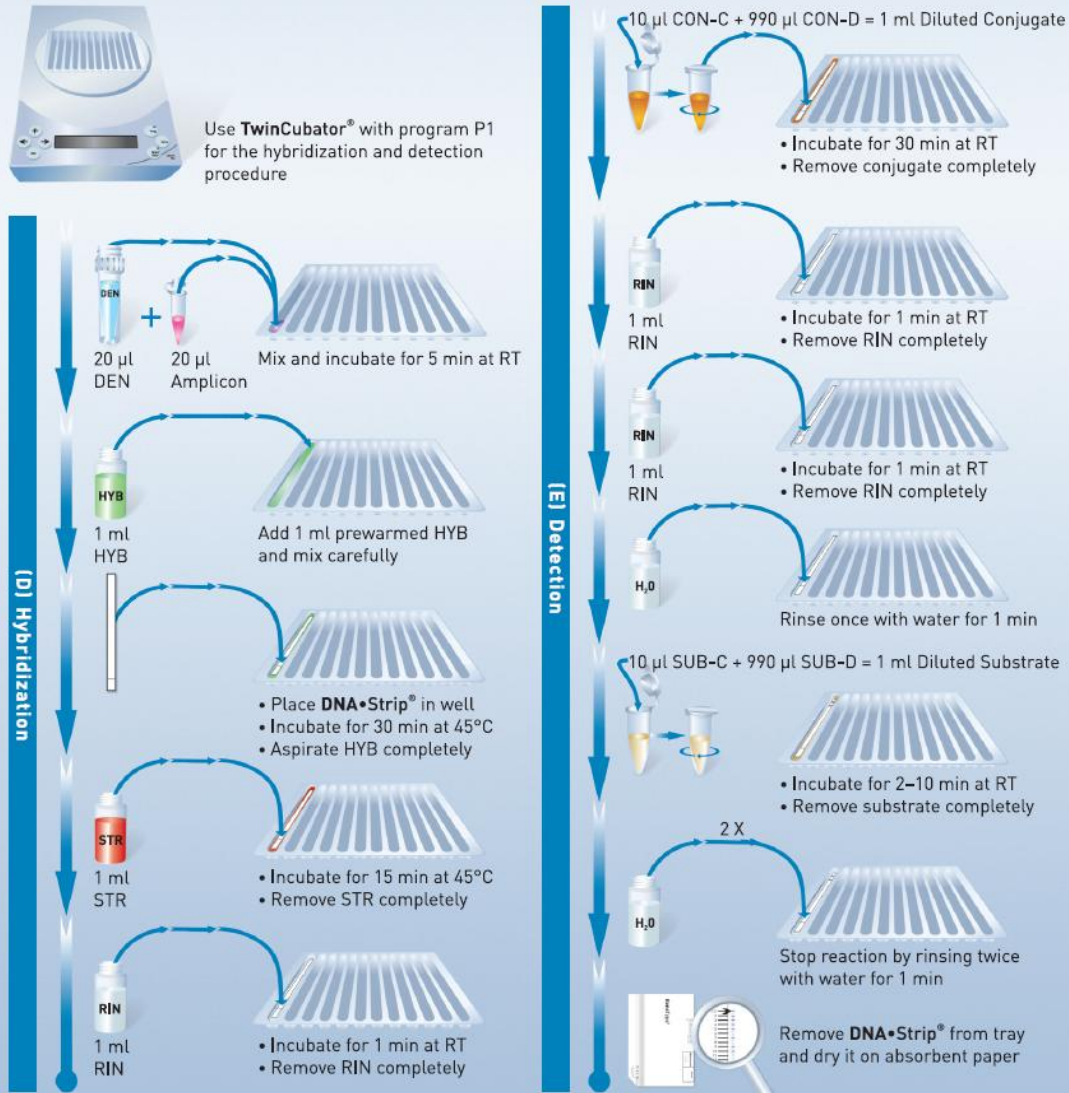 Use TwinCubator® with program P1
for the hybridization and detection
procedure
(D) Hybridization
DEN
+
20 µl
DEN
20 µl
Amplicon
Mix and incubate for 5 min at RT
HYB
1 ml
HYB
Add 1 ml prewarmed HYB
and mix carefully
• Place DNA•Strip® in well
• Incubate for 30 min at 45°C
• Aspirate HYB completely
STR
1 ml
STR
• Incubate for 15 min at 45°C
• Remove STR completely
RIN
1 ml
RIN
• Incubate for 1 min at RT
• Remove RIN completely
(E) Detection
10 µl CON-C + 990 µl CON-D = 1 ml Diluted Conjugate
• Incubate for 30 min at RT
• Remove conjugate completely
RIN
1 ml
RIN
• Incubate for 1 min at RT
• Remove RIN completely
RIN
1 ml
RIN
• Incubate for 1 min at RT
• Remove RIN completely
H₂O
Rinse once with water for 1 min
10 µl SUB-C + 990 µl SUB-D = 1 ml Diluted Substrate
• Incubate for 2–10 min at RT
• Remove substrate completely
2 X
H₂O
Stop reaction by rinsing twice
with water for 1 min
Remove DNA•Strip® from tray
and dry it on absorbent paper